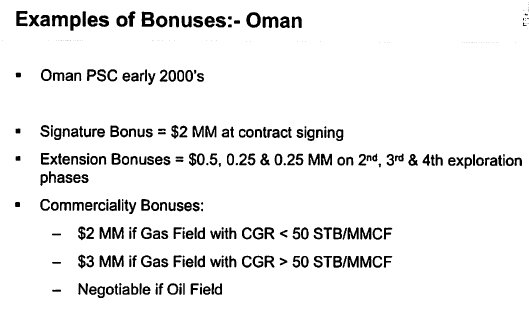 Examples of Bonuses:- Oman
▪ Oman PSC early 2000's
▪ Signature Bonus = $2 MM at contract signing
▪ Extension Bonuses = $0.5, 0.25 & 0.25 MM on 2nd, 3rd & 4th exploration
phases
▪ Commerciality Bonuses:
– $2 MM if Gas Field with CGR < 50 STB/MMCF
– $3 MM if Gas Field with CGR > 50 STB/MMCF
– Negotiable if Oil Field